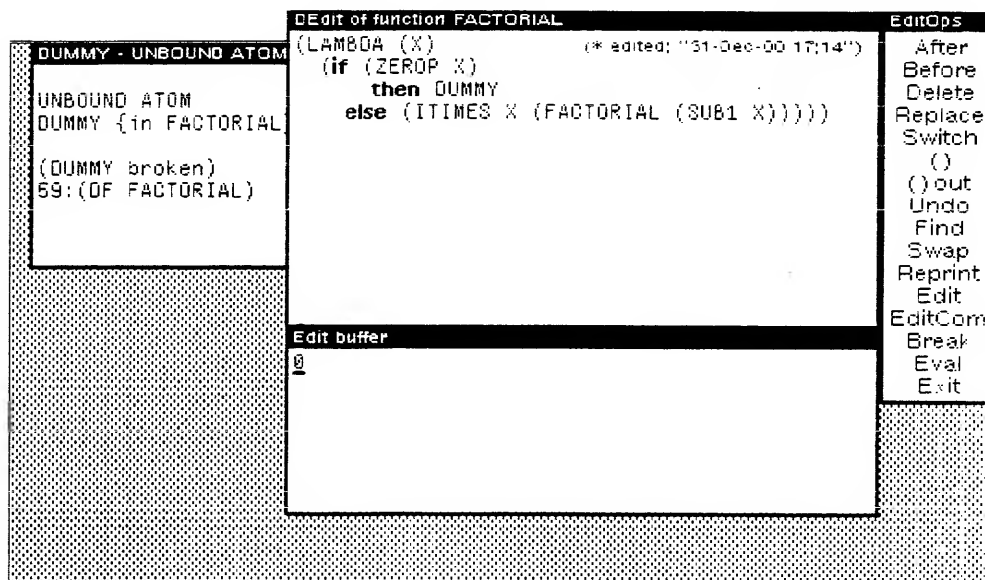 DUMMY - UNBOUND ATOM
UNBOUND ATOM
DUMMY {in FACTORIAL}
(DUMMY broken)
59:(DF FACTORIAL)
DEdit of function FACTORIAL
(LAMBDA (X) (* edited: "31-Dec-00 17:14")
(if (ZEROP X)
then DUMMY
else (ITIMES X (FACTORIAL (SUB1 X)))))
Edit buffer
EditOps
After
Before
Delete
Replace
Switch
()
() out
Undo
Find
Swap
Reprint
Edit
EditCom
Break
Eval
Exit